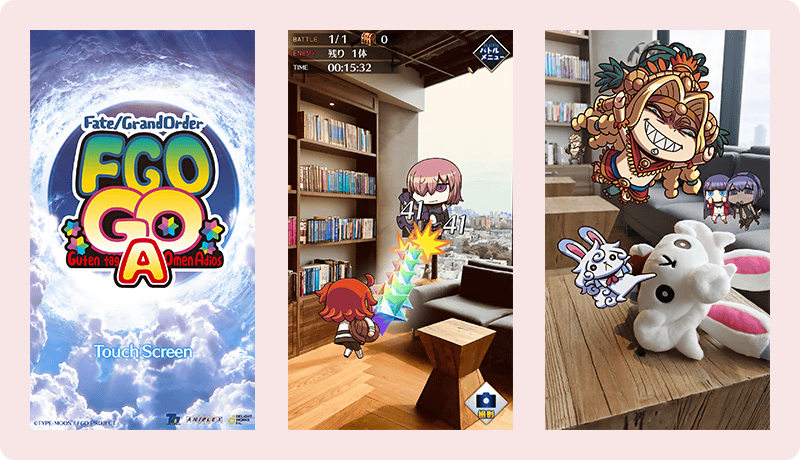 Fate/Grand Order
FGO
GO
A
Guten tag Omen Adios
Touch Screen
©TYPE-MOON / FGO PROJECT
ANIPLEX
DELIGHT
WORKS
BATTLE 1/1 0
ENEMY 残り 1体
TIME 00:15:32
バトル
メニュー
41
41
撮影